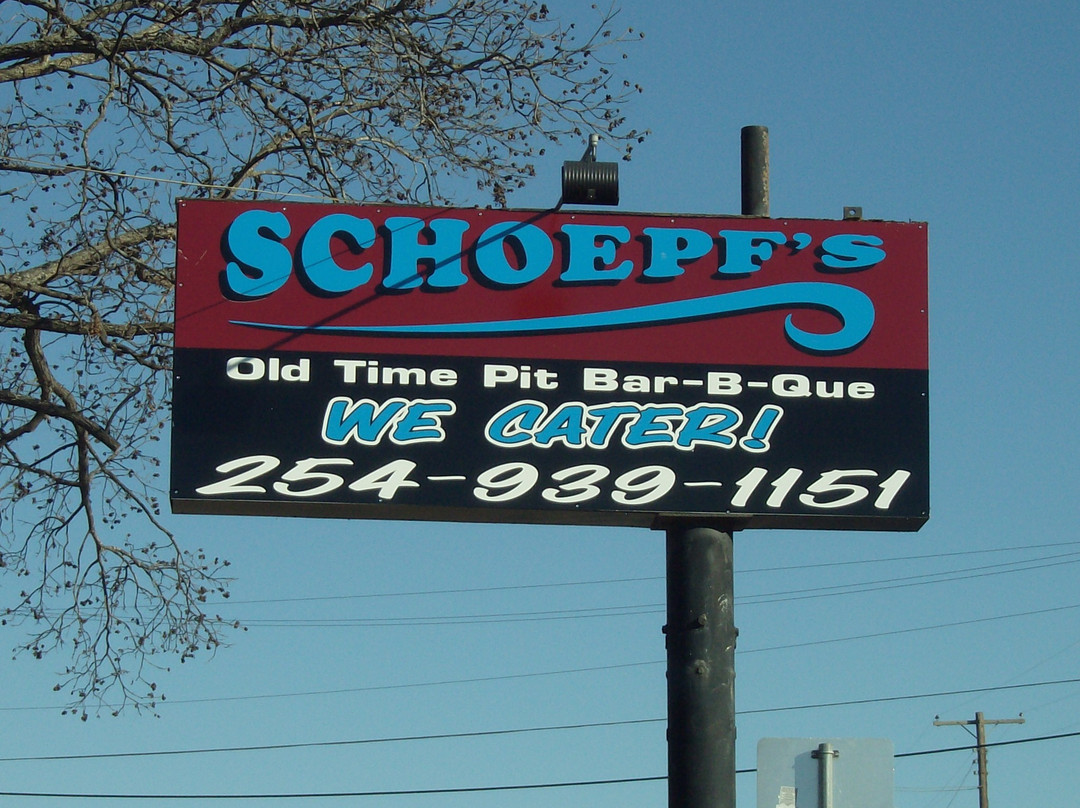 SCHOEPF'S
Old Time Pit Bar-B-Que
WE CATER!
254-939-1151